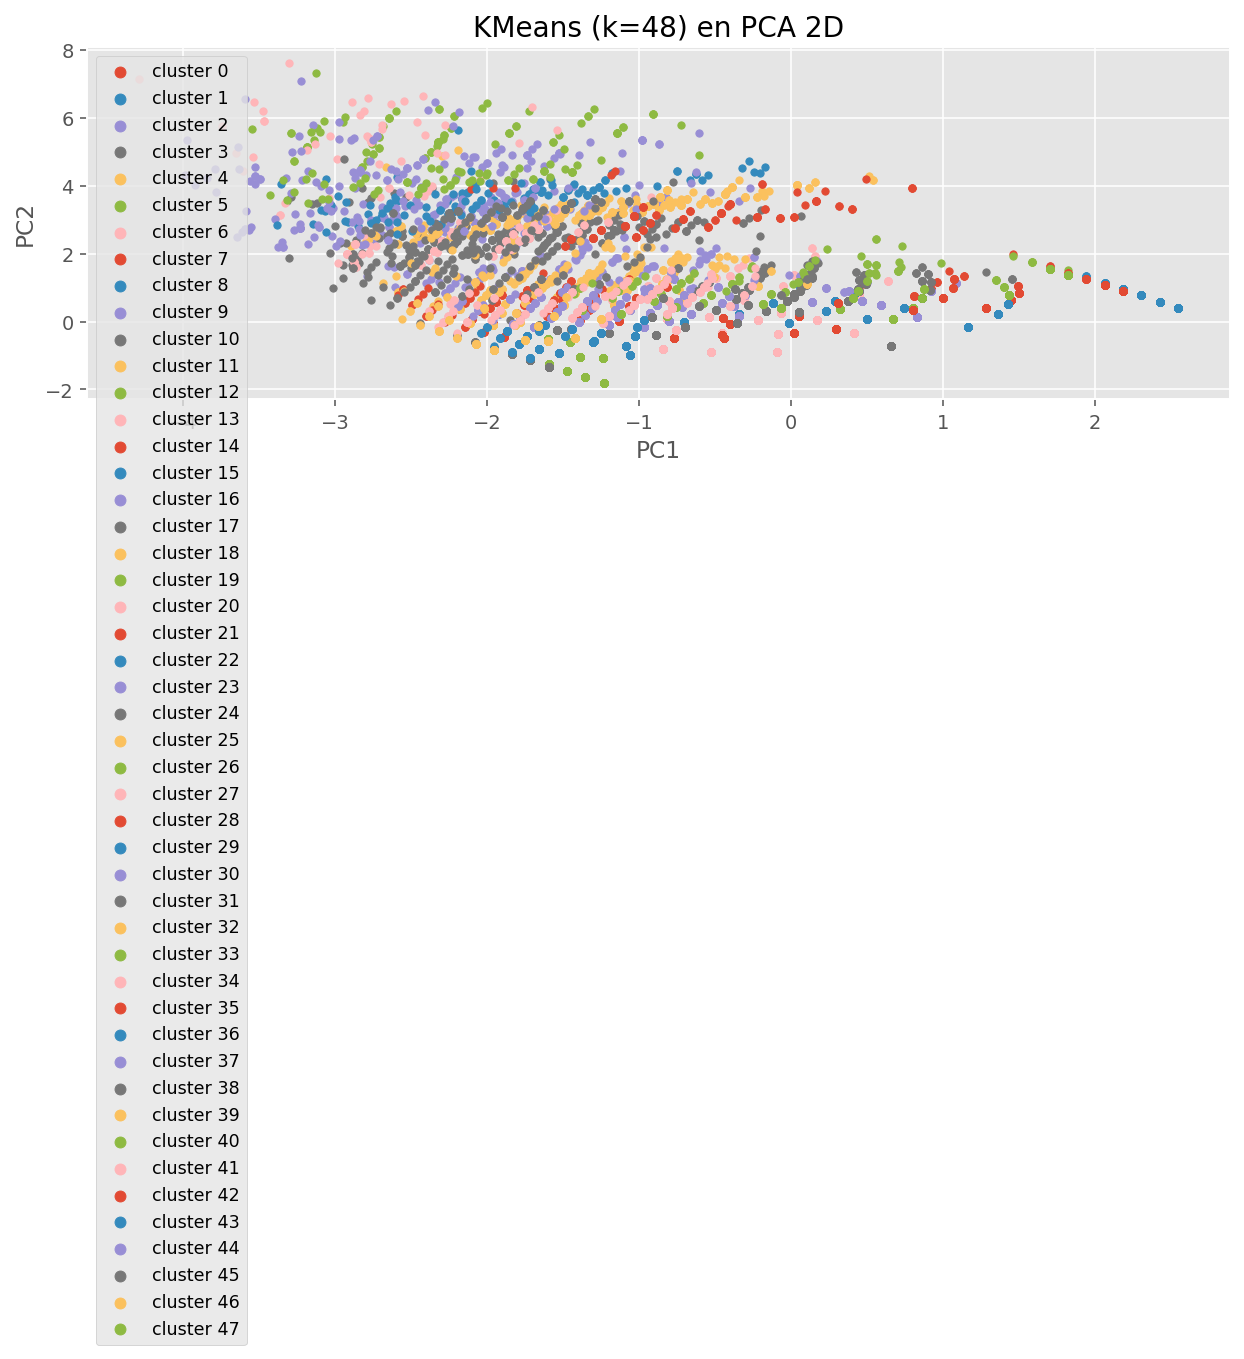 KMeans (k=48) en PCA 2D
8
6
4
2
0
−2
PC2
−3
−2
−1
0
1
2
PC1
cluster 0
cluster 1
cluster 2
cluster 3
cluster 4
cluster 5
cluster 6
cluster 7
cluster 8
cluster 9
cluster 10
cluster 11
cluster 12
cluster 13
cluster 14
cluster 15
cluster 16
cluster 17
cluster 18
cluster 19
cluster 20
cluster 21
cluster 22
cluster 23
cluster 24
cluster 25
cluster 26
cluster 27
cluster 28
cluster 29
cluster 30
cluster 31
cluster 32
cluster 33
cluster 34
cluster 35
cluster 36
cluster 37
cluster 38
cluster 39
cluster 40
cluster 41
cluster 42
cluster 43
cluster 44
cluster 45
cluster 46
cluster 47